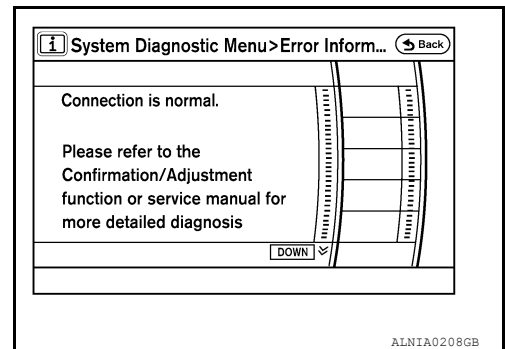 i System Diagnostic Menu>Error Inform... Back
Connection is normal.
Please refer to the
Confirmation/Adjustment
function or service manual for
more detailed diagnosis
DOWN
ALNIA0208GB